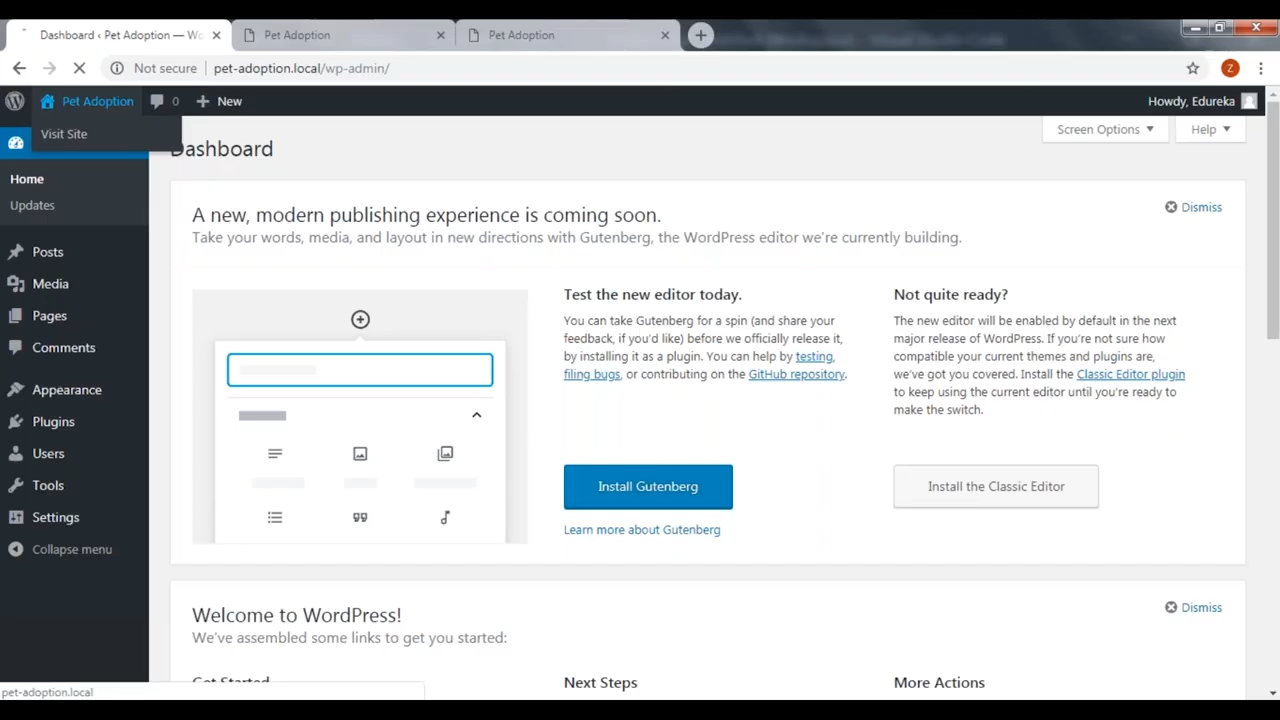 Dashboard ‹ Pet Adoption — Wo
Pet Adoption
Pet Adoption
Not secure
pet-adoption.local/wp-admin/
Z
Pet Adoption
0
New
Howdy, Edureka
Visit Site
Screen Options
Help
Dashboard
Home
Updates
Posts
Media
Pages
Comments
Appearance
Plugins
Users
Tools
Settings
Collapse menu
A new, modern publishing experience is coming soon.
Dismiss
Take your words, media, and layout in new directions with Gutenberg, the WordPress editor we're currently building.
Test the new editor today.
You can take Gutenberg for a spin (and share your
feedback, if you'd like) before we officially release it,
by installing it as a plugin. You can help by testing,
filing bugs, or contributing on the GitHub repository.
Install Gutenberg
Learn more about Gutenberg
Not quite ready?
The new editor will be enabled by default in the next
major release of WordPress. If you're not sure how
compatible your current themes and plugins are,
we've got you covered. Install the Classic Editor plugin
to keep using the current editor until you're ready to
make the switch.
Install the Classic Editor
Welcome to WordPress!
Dismiss
We've assembled some links to get you started:
Get Started
Next Steps
More Actions
pet-adoption.local